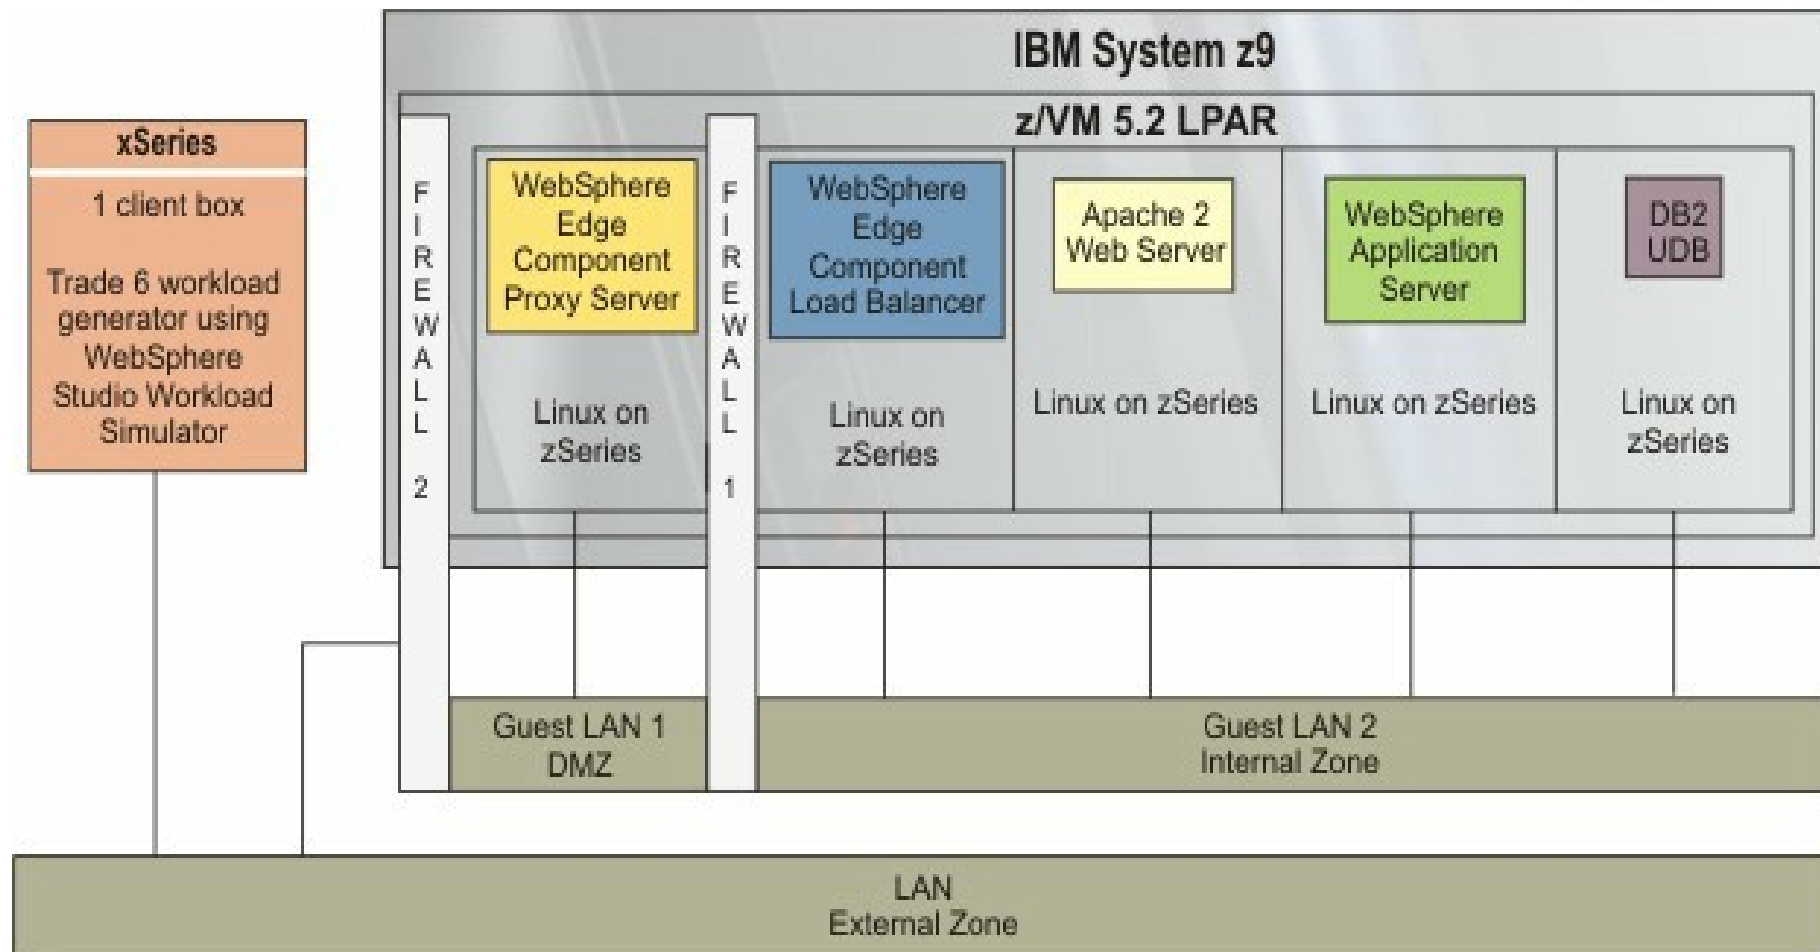 IBM System z9
z/VM 5.2 LPAR
xSeries
1 client box
Trade 6 workload
generator using
WebSphere
Studio Workload
Simulator
FIREWALL 2
WebSphere
Edge
Component
Proxy Server
Linux on
zSeries
FIREWALL 1
WebSphere
Edge
Component
Load Balancer
Linux on
zSeries
Apache 2
Web Server
Linux on zSeries
WebSphere
Application
Server
Linux on zSeries
DB2
UDB
Linux on
zSeries
Guest LAN 1
DMZ
Guest LAN 2
Internal Zone
LAN
External Zone